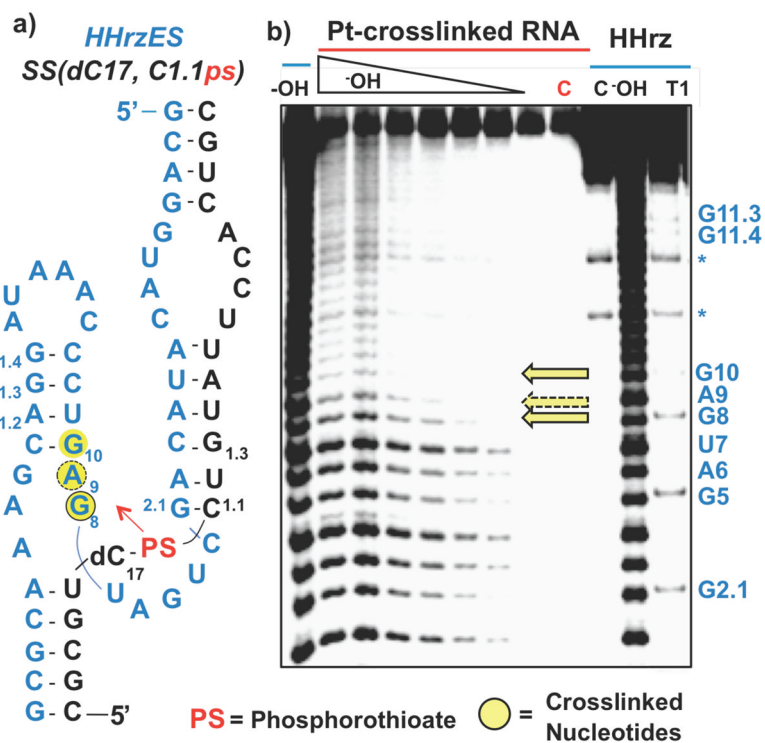 a)
HHrzES
SS(dC17, C1.1ps)
5'–G-C
C-G
A-U
G-C
G A
U C
A A A C
U A C U
A C C
1.4 G-C A-U
1.3 G-C U-A
1.2 A-U A-U
C-G 10 C-G 1.3
G A 9 A-U
A G 8 2.1 G-C 1.1
A dC 17 -PS C
U
A-U U A G
C-G
G-C
C-G
G-C—5'
b)
Pt-crosslinked RNA HHrz
-OH -OH C C -OH T1
G11.3
G11.4
*
*
G10
A9
G8
U7
A6
G5
G2.1
PS = Phosphorothioate
= Crosslinked
Nucleotides